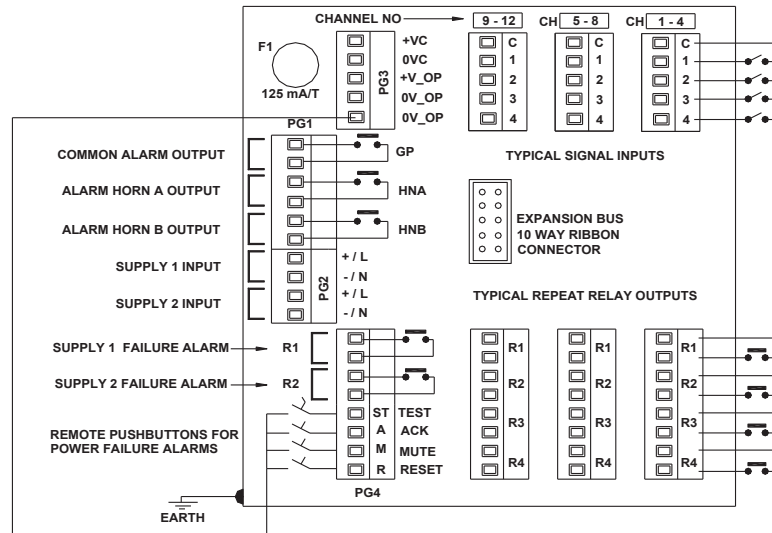 CHANNEL NO 9 - 12 CH 5 - 8 CH 1 - 4
F1
125 mA/T
+VC
0VC
+V_OP
0V_OP
0V_OP
PG3
C
1
2
3
4
C
1
2
3
4
C
1
2
3
4
PG1
COMMON ALARM OUTPUT
GP
ALARM HORN A OUTPUT
HNA
ALARM HORN B OUTPUT
HNB
TYPICAL SIGNAL INPUTS
EXPANSION BUS
10 WAY RIBBON
CONNECTOR
SUPPLY 1 INPUT
+ / L
- / N
SUPPLY 2 INPUT
+ / L
- / N
PG2
TYPICAL REPEAT RELAY OUTPUTS
SUPPLY 1 FAILURE ALARM R1
SUPPLY 2 FAILURE ALARM R2
REMOTE PUSHBUTTONS FOR
POWER FAILURE ALARMS
ST TEST
A ACK
M MUTE
R RESET
PG4
R1
R2
R3
R4
R1
R2
R3
R4
R1
R2
R3
R4
EARTH